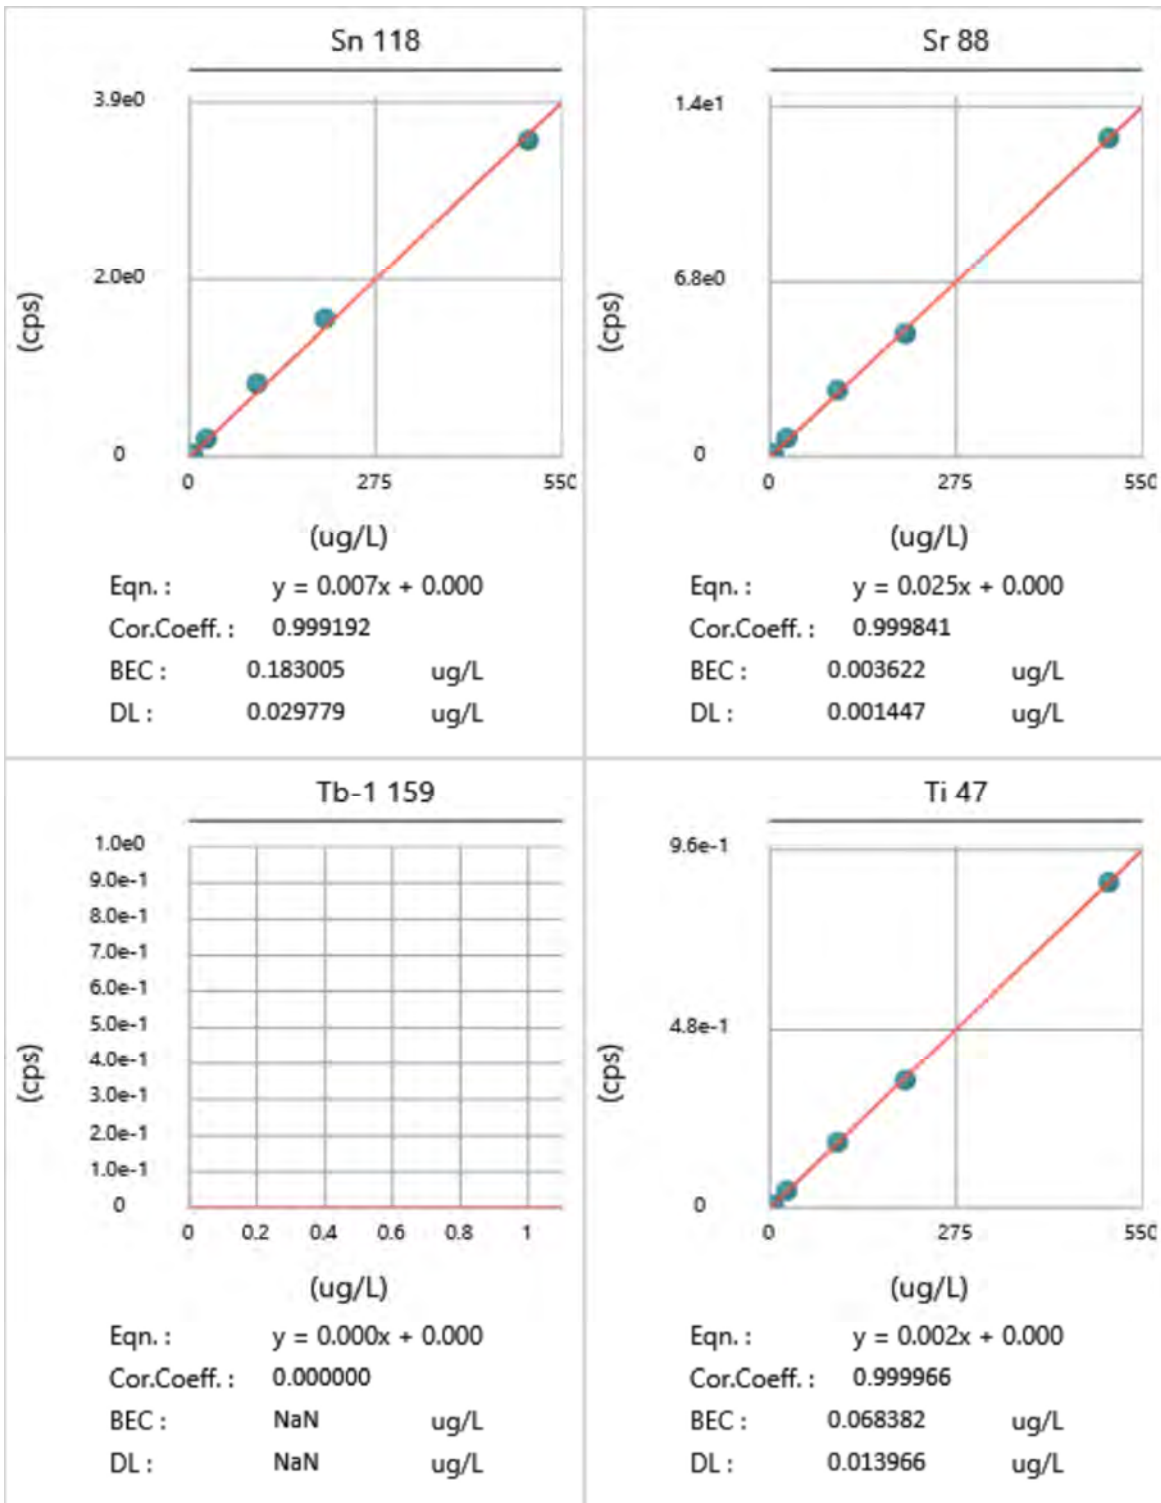 Sn 118
3.9e0
2.0e0
0
(cps)
0 275 550
(ug/L)
Eqn. : y = 0.007x + 0.000
Cor.Coeff. : 0.999192
BEC : 0.183005 ug/L
DL : 0.029779 ug/L
Sr 88
1.4e1
6.8e0
0
(cps)
0 275 550
(ug/L)
Eqn. : y = 0.025x + 0.000
Cor.Coeff. : 0.999841
BEC : 0.003622 ug/L
DL : 0.001447 ug/L
Tb-1 159
1.0e0
9.0e-1
8.0e-1
7.0e-1
6.0e-1
5.0e-1
4.0e-1
3.0e-1
2.0e-1
1.0e-1
0
(cps)
0 0.2 0.4 0.6 0.8 1
(ug/L)
Eqn. : y = 0.000x + 0.000
Cor.Coeff. : 0.000000
BEC : NaN ug/L
DL : NaN ug/L
Ti 47
9.6e-1
4.8e-1
0
(cps)
0 275 550
(ug/L)
Eqn. : y = 0.002x + 0.000
Cor.Coeff. : 0.999966
BEC : 0.068382 ug/L
DL : 0.013966 ug/L